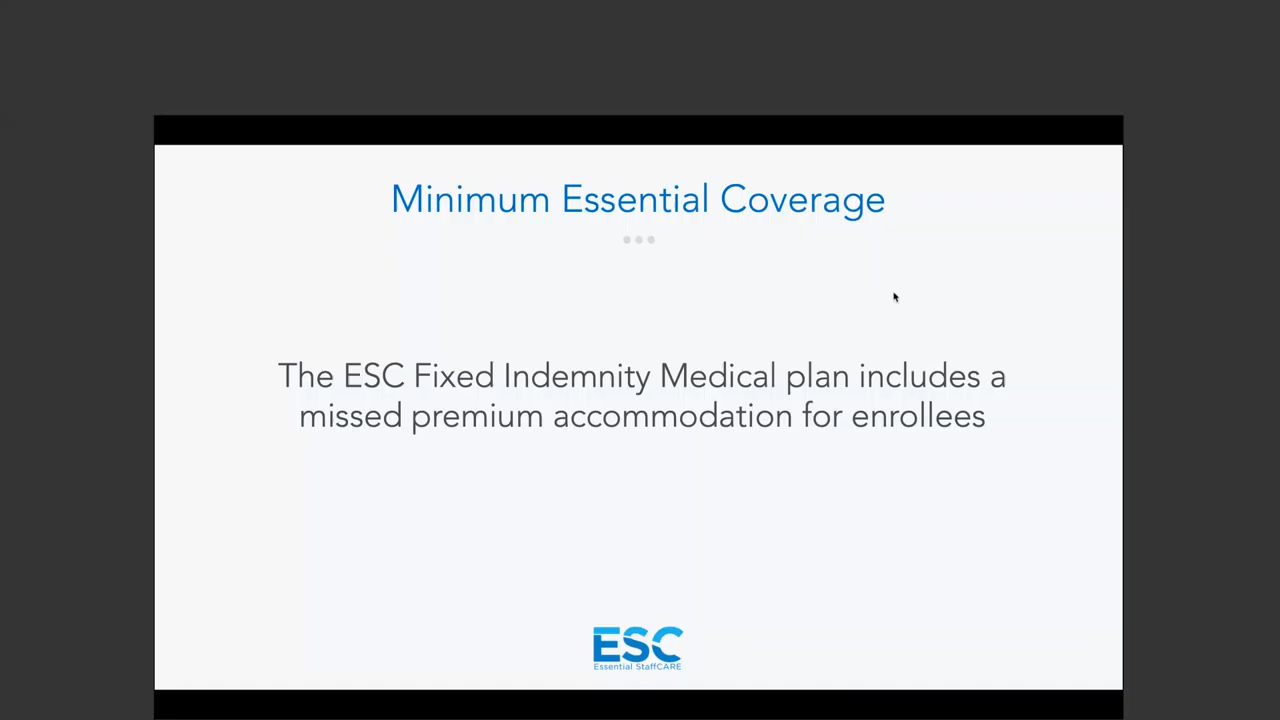 Minimum Essential Coverage
The ESC Fixed Indemnity Medical plan includes a
missed premium accommodation for enrollees
ESC
Essential StaffCARE